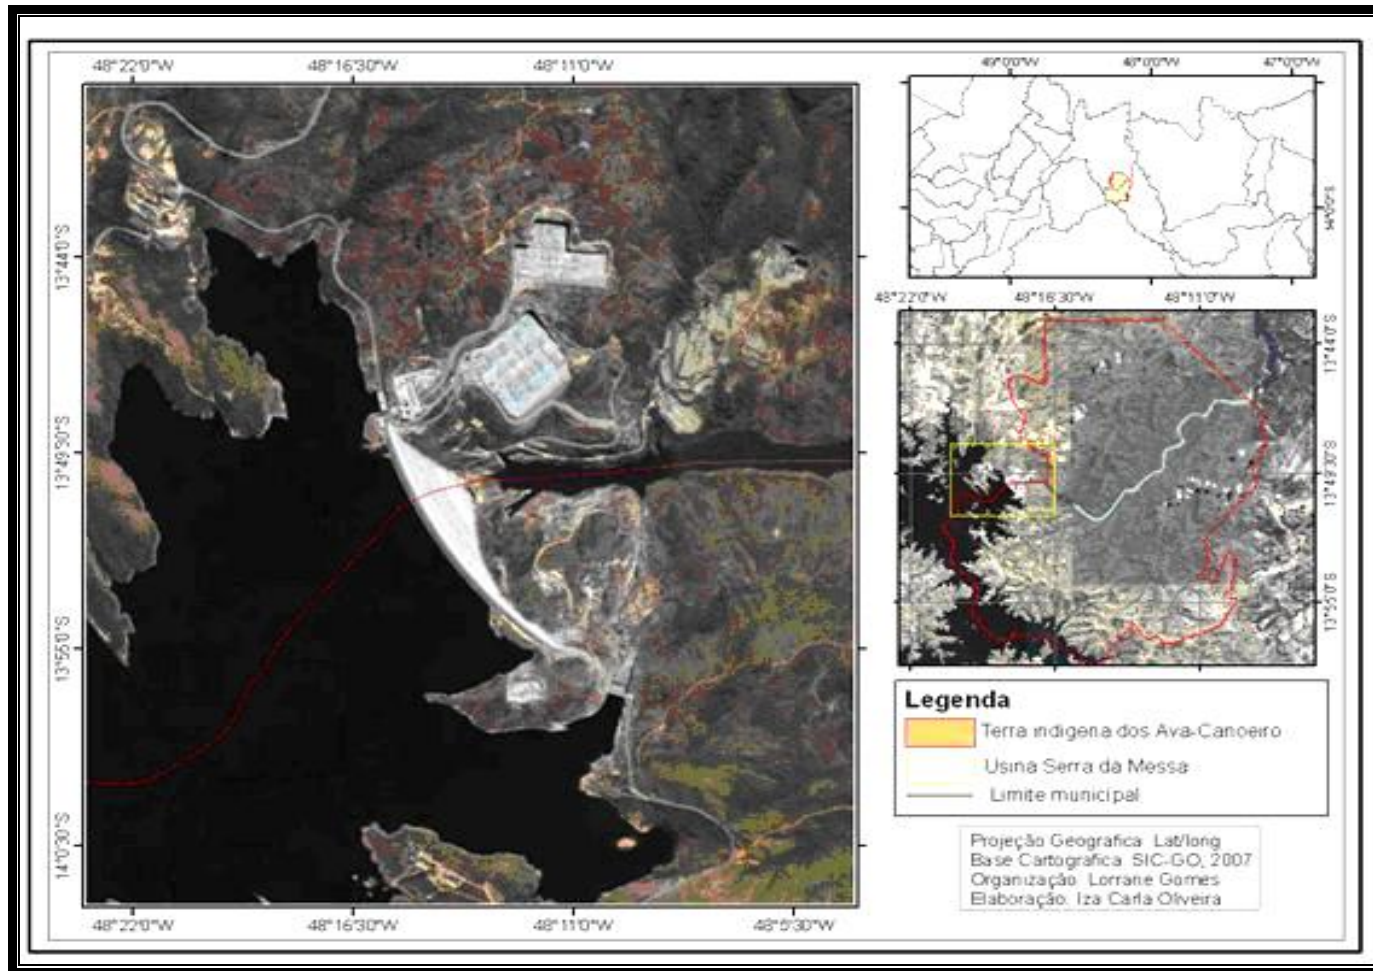 48°22'0"W 48°16'30"W 48°11'0"W
13°44'0"S
13°49'30"S
13°55'0"S
14°0'30"S
48°22'0"W 48°16'30"W 48°11'0"W 48°5'30"W
49°0'0"W 48°0'0"W 47°0'0"W
14°0'0"S
48°22'0"W 48°16'30"W 48°11'0"W
13°44'0"S
13°49'30"S
13°55'0"S
Legenda
Terra indigena dos Ava-Canoeiro
Usina Serra da Messa
Limite municipal
Projeção Geografica Lat/long
Base Cartografica SIC-GO, 2007
Organização Lorrane Gomes
Elaboração: Iza Carla Oliveira